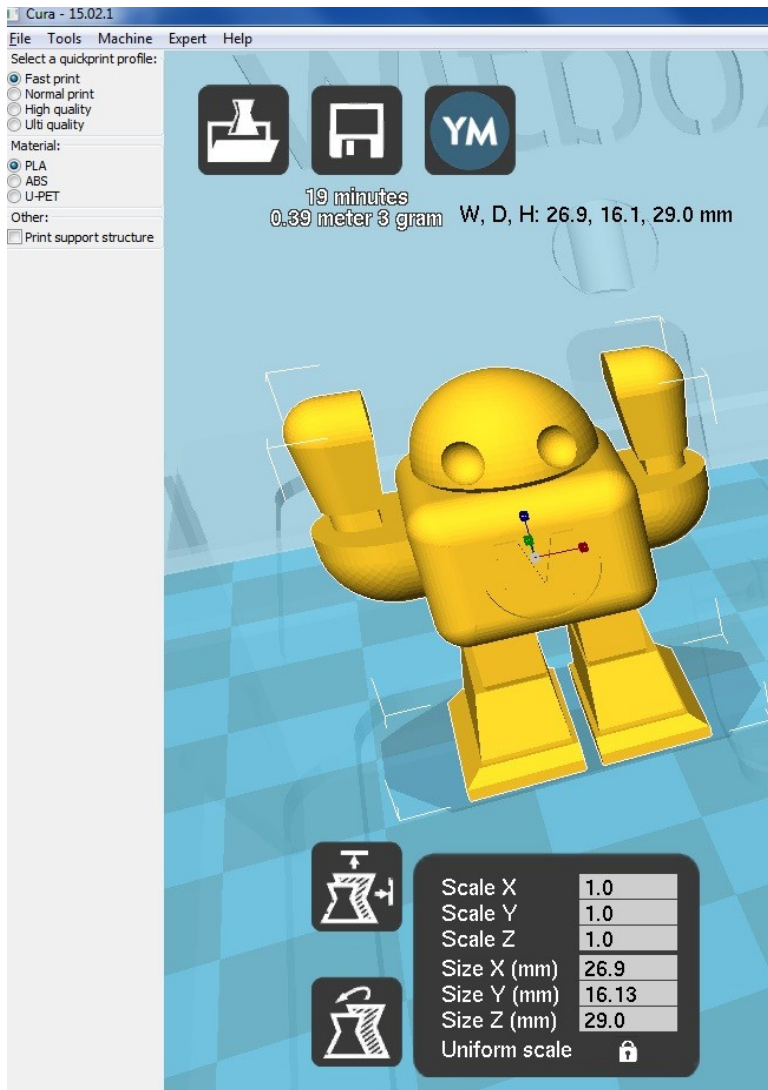 Cura - 15.02.1
File Tools Machine Expert Help
Select a quickprint profile:
Fast print
Normal print
High quality
Ulti quality
Material:
PLA
ABS
U-PET
Other:
Print support structure
Witbox
YM
19 minutes
0.39 meter 3 gram
W, D, H: 26.9, 16.1, 29.0 mm
Scale X 1.0
Scale Y 1.0
Scale Z 1.0
Size X (mm) 26.9
Size Y (mm) 16.13
Size Z (mm) 29.0
Uniform scale